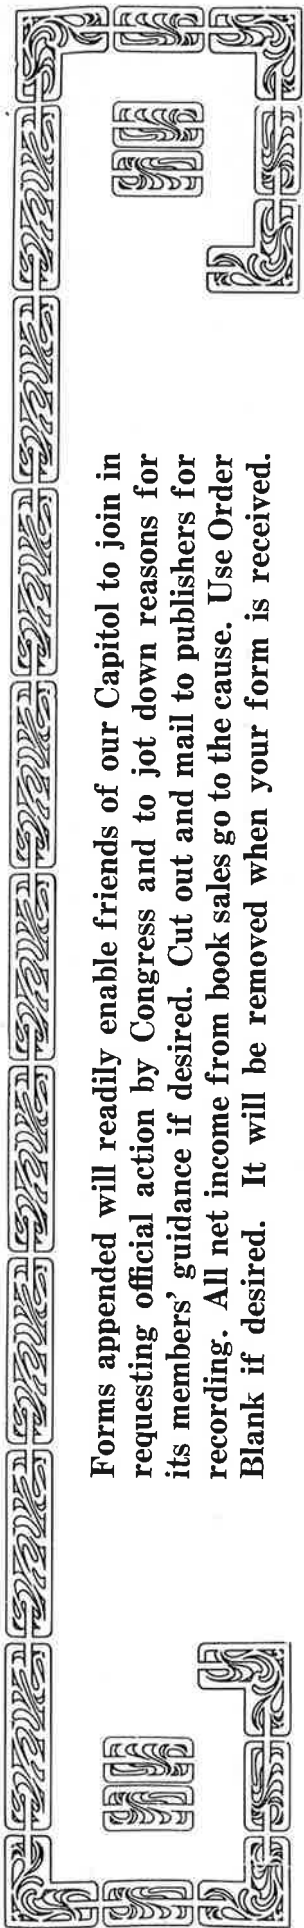 Forms appended will readily enable friends of our Capitol to join in
requesting official action by Congress and to jot down reasons for
its members' guidance if desired. Cut out and mail to publishers for
recording. All net income from book sales go to the cause. Use Order
Blank if desired. It will be removed when your form is received.